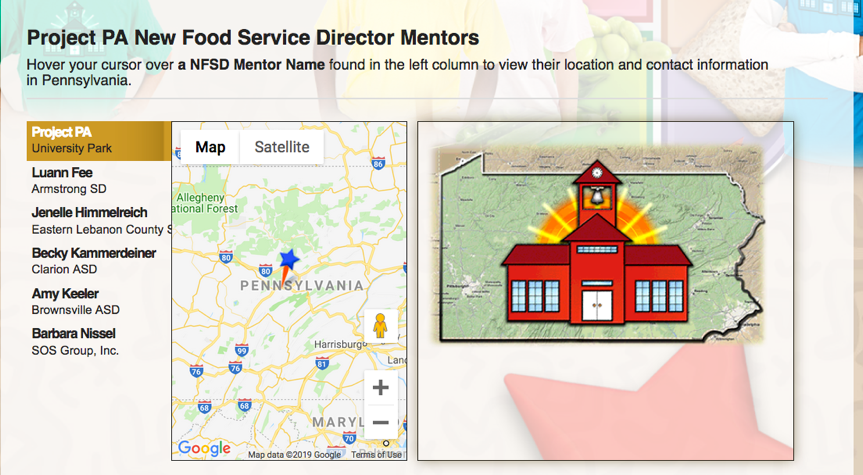 Project PA New Food Service Director Mentors
Hover your cursor over a NFSD Mentor Name found in the left column to view their location and contact information
in Pennsylvania.
Project PA
University Park
Luann Fee
Armstrong SD
Jenelle Himmelreich
Eastern Lebanon County S
Becky Kammerdeiner
Clarion ASD
Amy Keeler
Brownsville ASD
Barbara Nissel
SOS Group, Inc.
Map Satellite
86
Allegheny
ational Forest
80
80
PENNSYLVANIA
Harrisburg
99
81
Lanc
76
76
68
68
MARYL
70
Google
Map data ©2019 Google Terms of Use
Pittsburgh